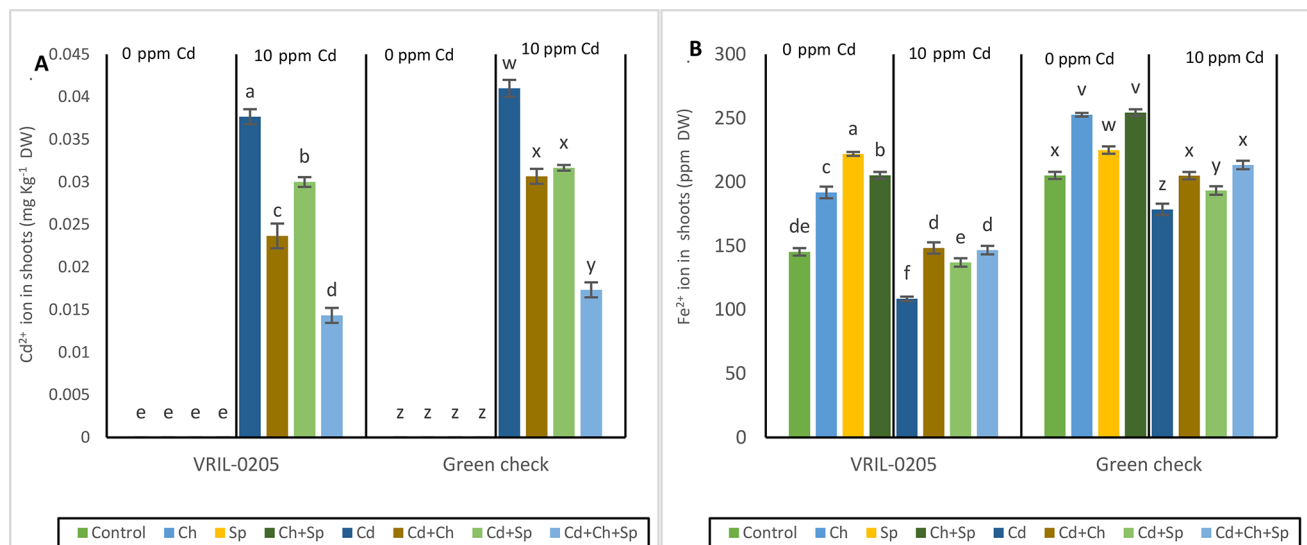 A
0 ppm Cd
10 ppm Cd
0 ppm Cd
10 ppm Cd
Cd²⁺ ion in shoots (mg Kg⁻¹ DW)
0.045
0.04
0.035
0.03
0.025
0.02
0.015
0.01
0.005
0
e e e e
a
c
b
d
z z z z
w
x
x
y
VRIL-0205
Green check
Control Ch Sp Ch+Sp Cd Cd+Ch Cd+Sp Cd+Ch+Sp
B
0 ppm Cd
10 ppm Cd
0 ppm Cd
10 ppm Cd
Fe²⁺ ion in shoots (ppm DW)
300
250
200
150
100
50
0
de
c
a
b
f
d
e
d
x
v
w
v
z
x
y
x
VRIL-0205
Green check
Control Ch Sp Ch+Sp Cd Cd+Ch Cd+Sp Cd+Ch+Sp